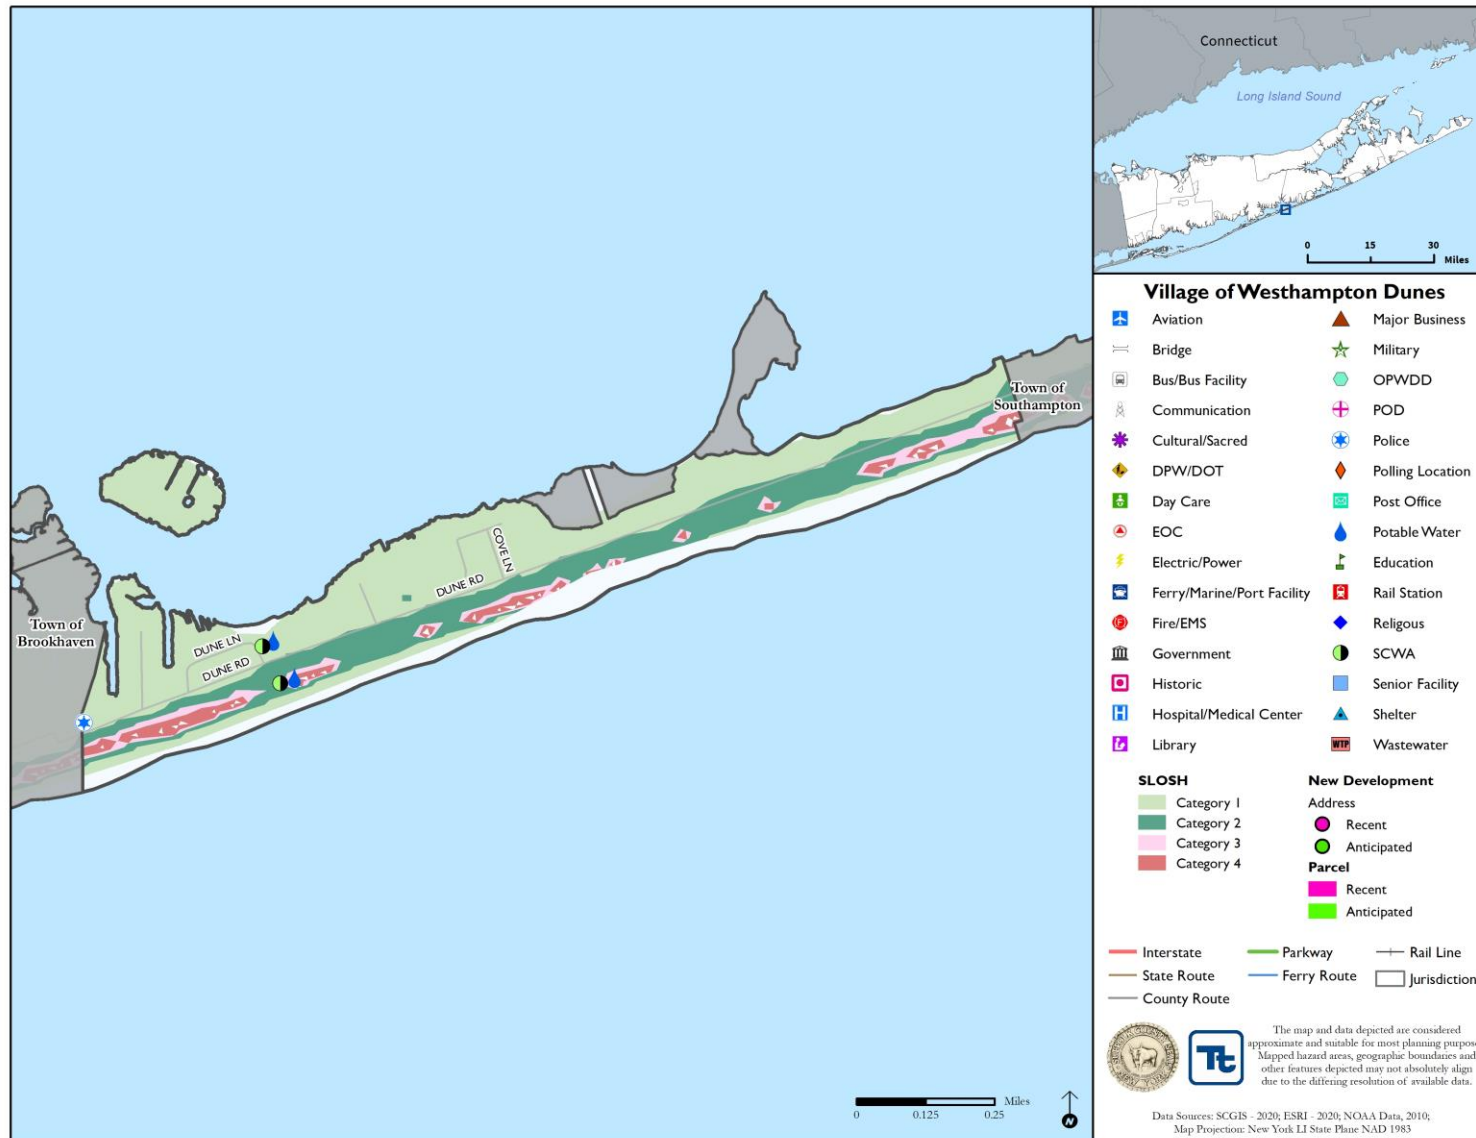 Connecticut
Long Island Sound
0 15 30
Miles
Village of Westhampton Dunes
Aviation
Bridge
Bus/Bus Facility
Communication
Cultural/Sacred
DPW/DOT
Day Care
EOC
Electric/Power
Ferry/Marine/Port Facility
Fire/EMS
Government
Historic
Hospital/Medical Center
Library
Major Business
Military
OPWDD
POD
Police
Polling Location
Post Office
Potable Water
Education
Rail Station
Religous
SCWA
Senior Facility
Shelter
WTP Wastewater
SLOSH
Category 1
Category 2
Category 3
Category 4
New Development
Address
Recent
Anticipated
Parcel
Recent
Anticipated
Interstate
State Route
County Route
Parkway
Ferry Route
Rail Line
Jurisdiction
Tt
The map and data depicted are considered
approximate and suitable for most planning purpose
Mapped hazard areas, geographic boundaries and
other features depicted may not absolutely align
due to the differing resolution of available data.
Data Sources: SCGIS - 2020; ESRI - 2020; NOAA Data, 2010;
Map Projection: New York LI State Plane NAD 1983
Town of
Southampton
COVE LN
DUNE RD
Town of
Brookhaven
DUNE LN
DUNE RD
Miles
0 0.125 0.25
N